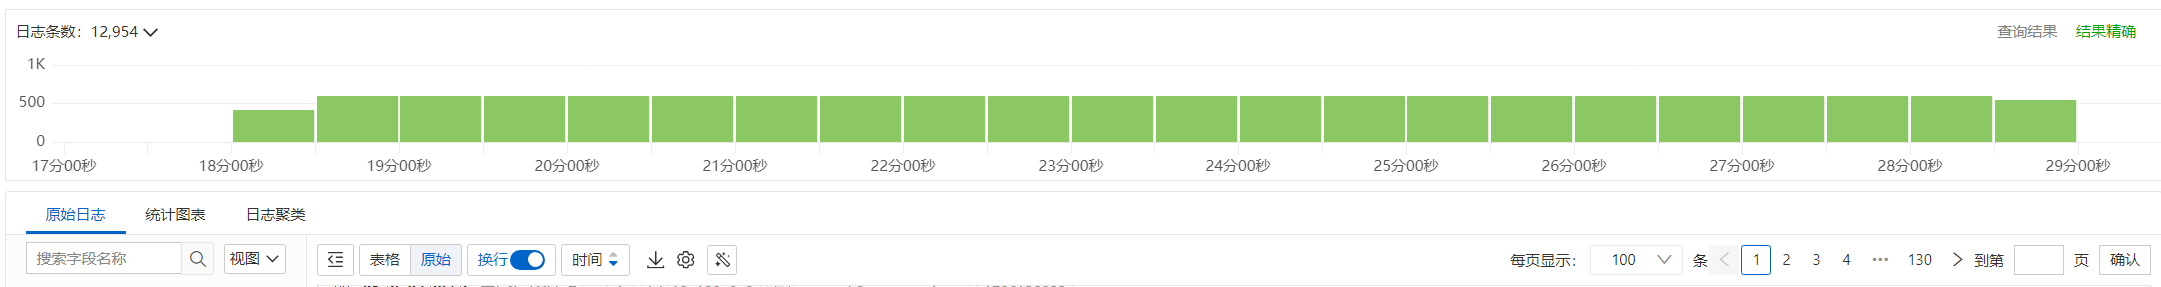 日志条数：12,954
查询结果 结果精确
1K
500
0
17分00秒 18分00秒 19分00秒 20分00秒 21分00秒 22分00秒 23分00秒 24分00秒 25分00秒 26分00秒 27分00秒 28分00秒 29分00秒
原始日志 统计图表 日志聚类
搜索字段名称 视图 表格 原始 换行 时间 每页显示： 100 条 1 2 3 4 ••• 130 到第 页 确认